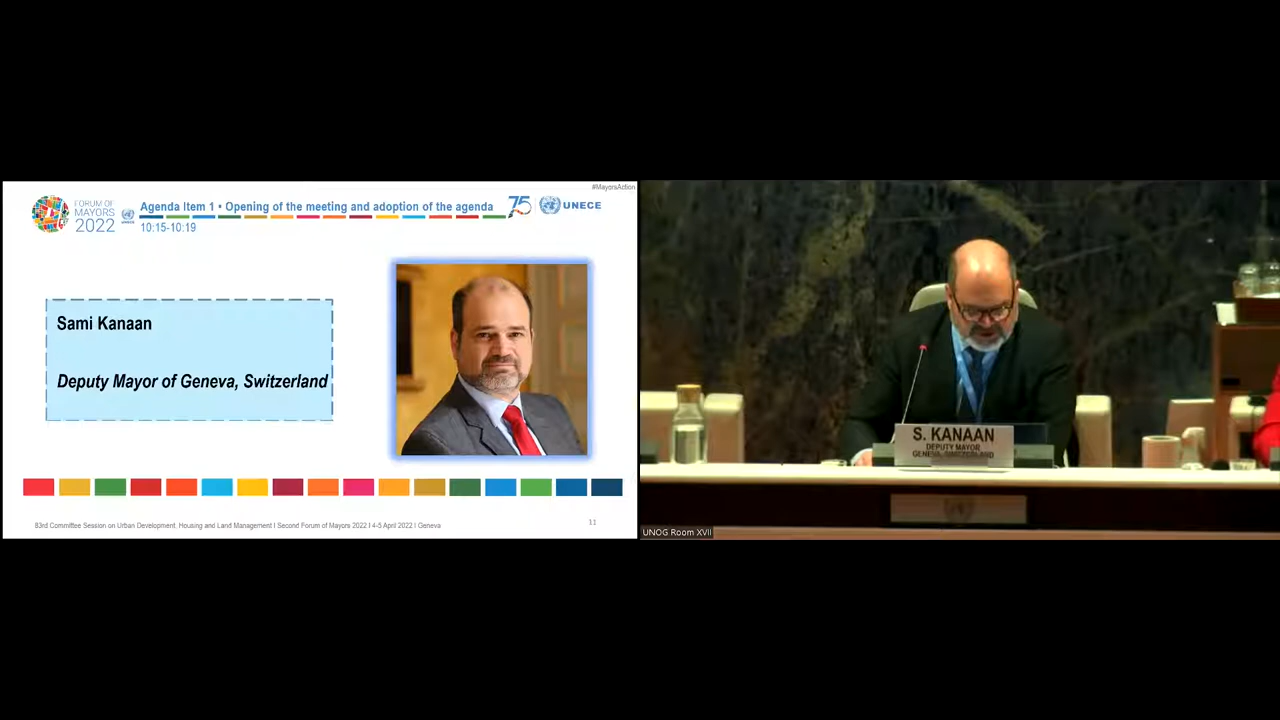 #MayorsAction
FORUM OF
MAYORS
2022
UNECE
Agenda Item 1 • Opening of the meeting and adoption of the agenda
10:15-10:19
75
UNECE
Sami Kanaan
Deputy Mayor of Geneva, Switzerland
83rd Committee Session on Urban Development, Housing and Land Management I Second Forum of Mayors 2022 I 4-5 April 2022 I Geneva
11
S. KANAAN
DEPUTY MAYOR
GENEVA, SWITZERLAND
UNOG Room XVII